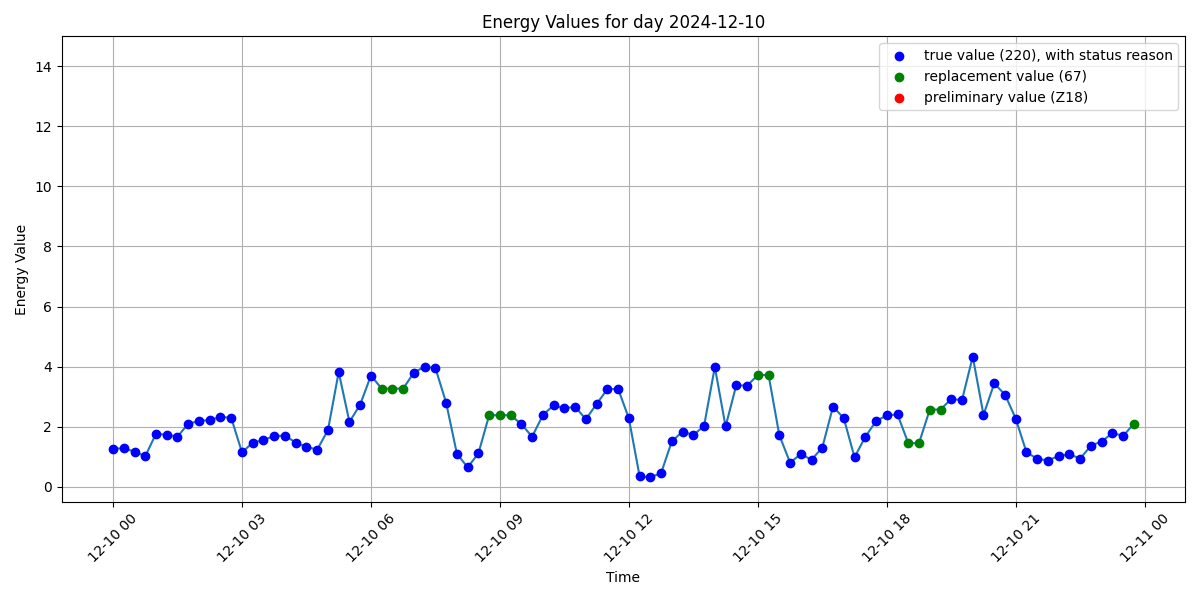 Energy Values for day 2024-12-10
true value (220), with status reason
replacement value (67)
preliminary value (Z18)
Energy Value
14
12
10
8
6
4
2
0
12-10 00
12-10 03
12-10 06
12-10 09
12-10 12
12-10 15
12-10 18
12-10 21
12-11 00
Time